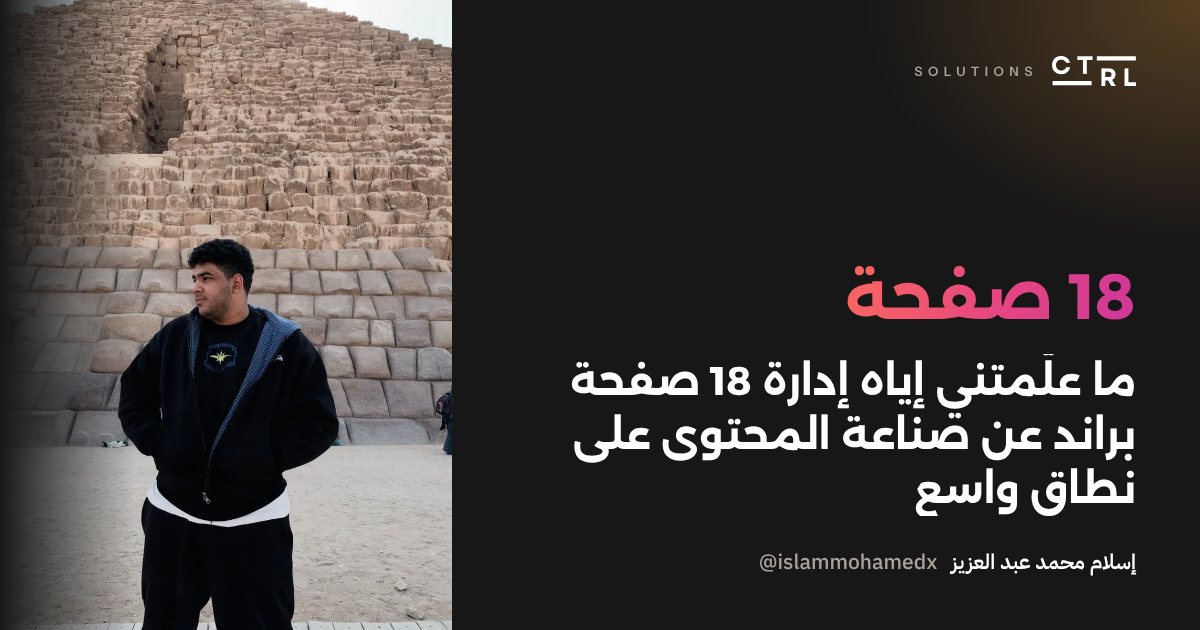 SOLUTIONS CTRL
18 صفحة
ما علّمتني إياه إدارة 18 صفحة
براند عن صناعة المحتوى على
نطاق واسع
إسلام محمد عبد العزيز @islammohamedx